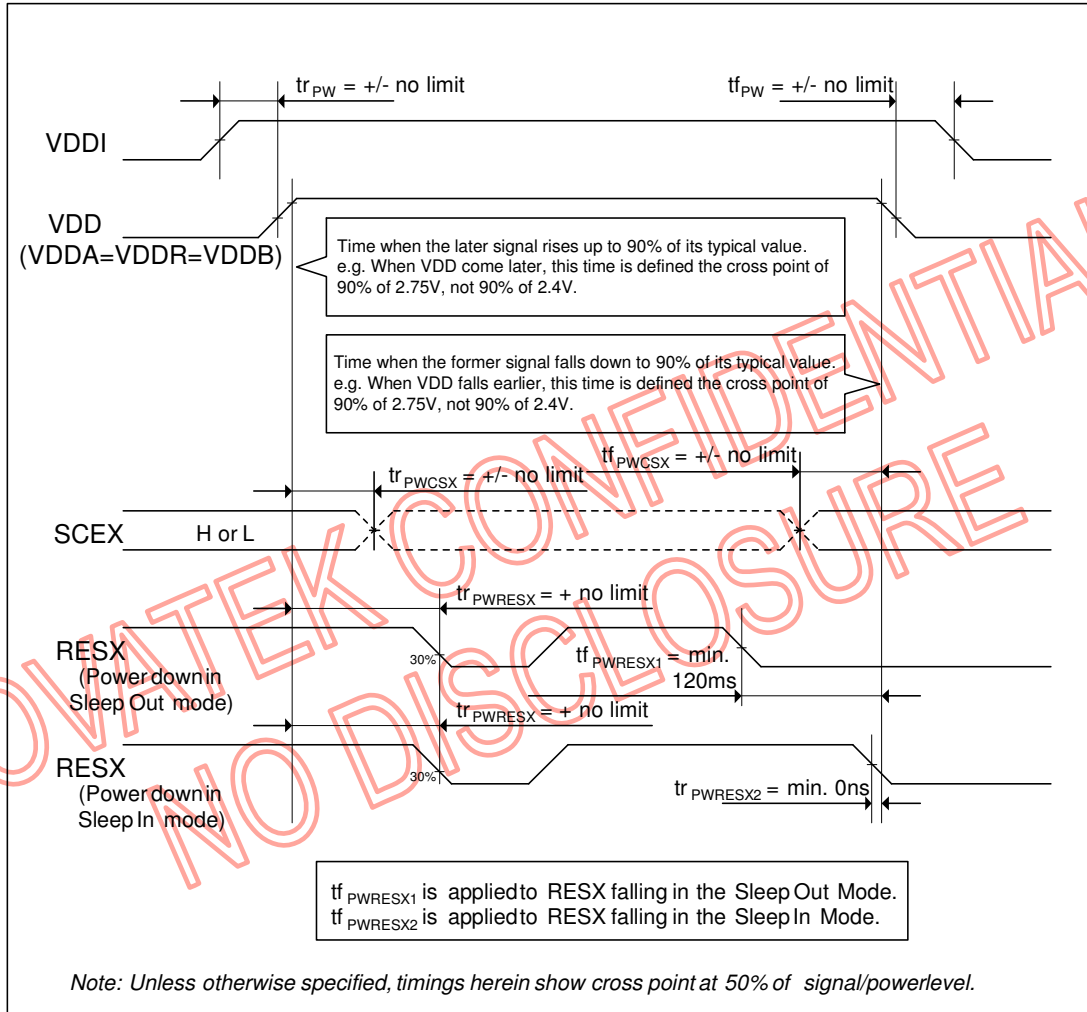 tr PW = +/- no limit
tf PW = +/- no limit
VDDI
VDD
(VDDA=VDDR=VDDB)
Time when the later signal rises up to 90% of its typical value.
e.g. When VDD come later, this time is defined the cross point of
90% of 2.75V, not 90% of 2.4V.
Time when the former signal falls down to 90% of its typical value.
e.g. When VDD falls earlier, this time is defined the cross point of
90% of 2.75V, not 90% of 2.4V.
tr PWCSX = +/- no limit
tf PWCSX = +/- no limit
SCEX
H or L
tr PWRESX = + no limit
RESX
(Power down in
Sleep Out mode)
30%
tf PWRESX1 = min.
120ms
tr PWRESX = + no limit
RESX
(Power down in
Sleep In mode)
30%
tr PWRESX2 = min. 0ns
tf PWRESX1 is applied to RESX falling in the Sleep Out Mode.
tf PWRESX2 is applied to RESX falling in the Sleep In Mode.
Note: Unless otherwise specified, timings herein show cross point at 50% of signal/power level.
OVATEK CONFIDENTIAL
NO DISCLOSURE